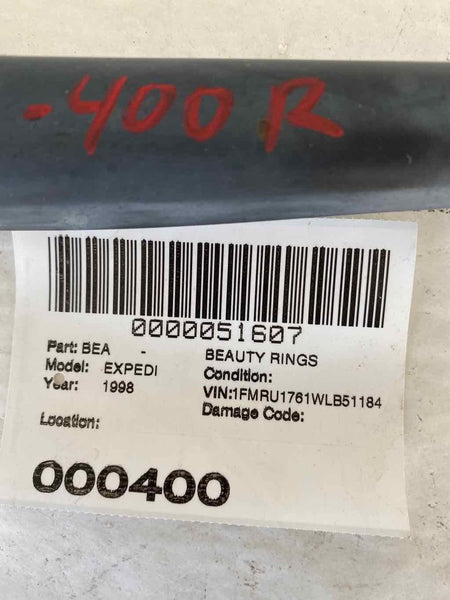 -400R
0000051607
Part: BEA - BEAUTY RINGS
Model: EXPEDI Condition:
Year: 1998 VIN:1FMRU1761WLB51184
Location: Damage Code:
000400